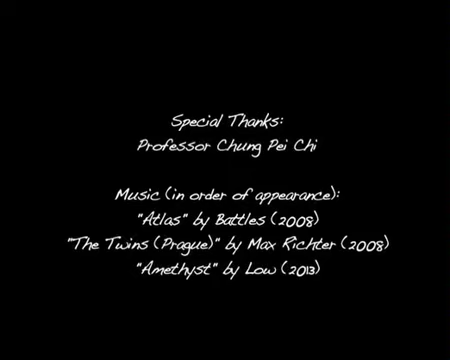 Special Thanks:
Professor Chung Pei Chi
Music (in order of appearance):
"Atlas" by Battles (2008)
"The Twins (Prague)" by Max Richter (2008)
"Amethyst" by Low (2013)